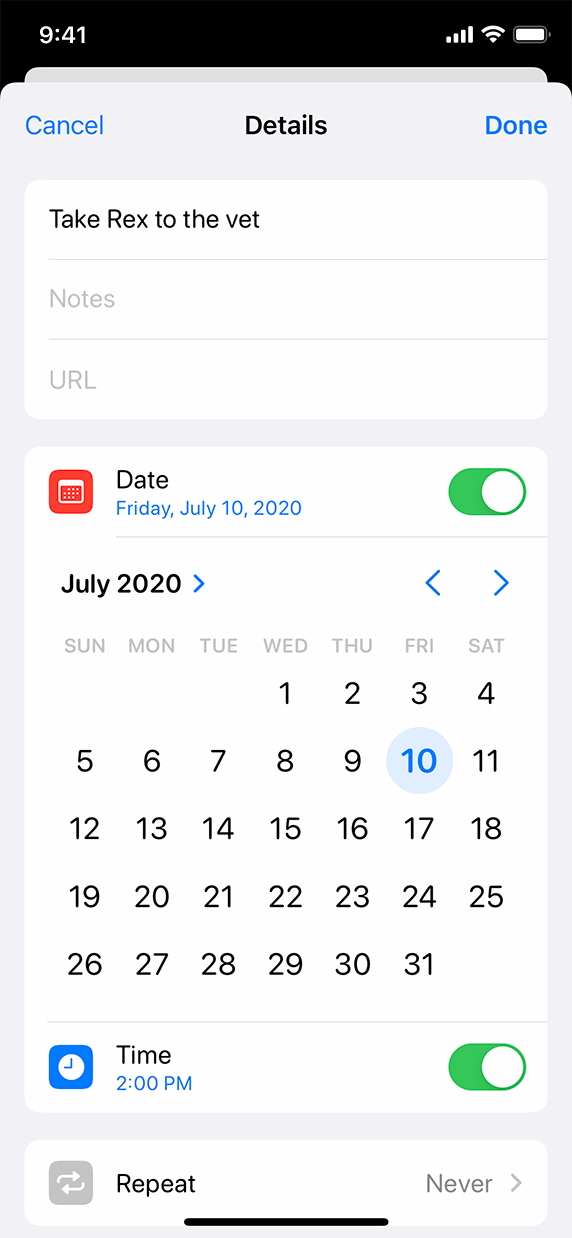 9:41
Cancel Details Done
Take Rex to the vet
Notes
URL
Date
Friday, July 10, 2020
July 2020
SUN MON TUE WED THU FRI SAT
1 2 3 4
5 6 7 8 9 10 11
12 13 14 15 16 17 18
19 20 21 22 23 24 25
26 27 28 29 30 31
Time
2:00 PM
Repeat Never